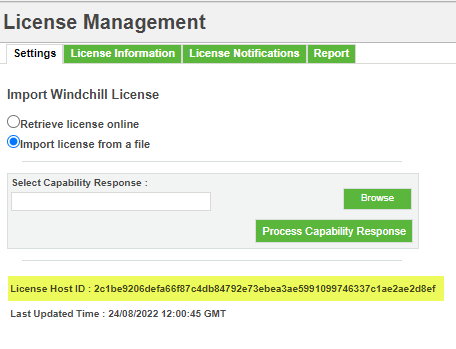 License Management
Settings License Information License Notifications Report
Import Windchill License
Retrieve license online
Import license from a file
Select Capability Response :
Browse
Process Capability Response
License Host ID : 2c1be9206defa66f87c4db84792e73ebea3ae5991099746337c1ae2ae2d8ef
Last Updated Time : 24/08/2022 12:00:45 GMT